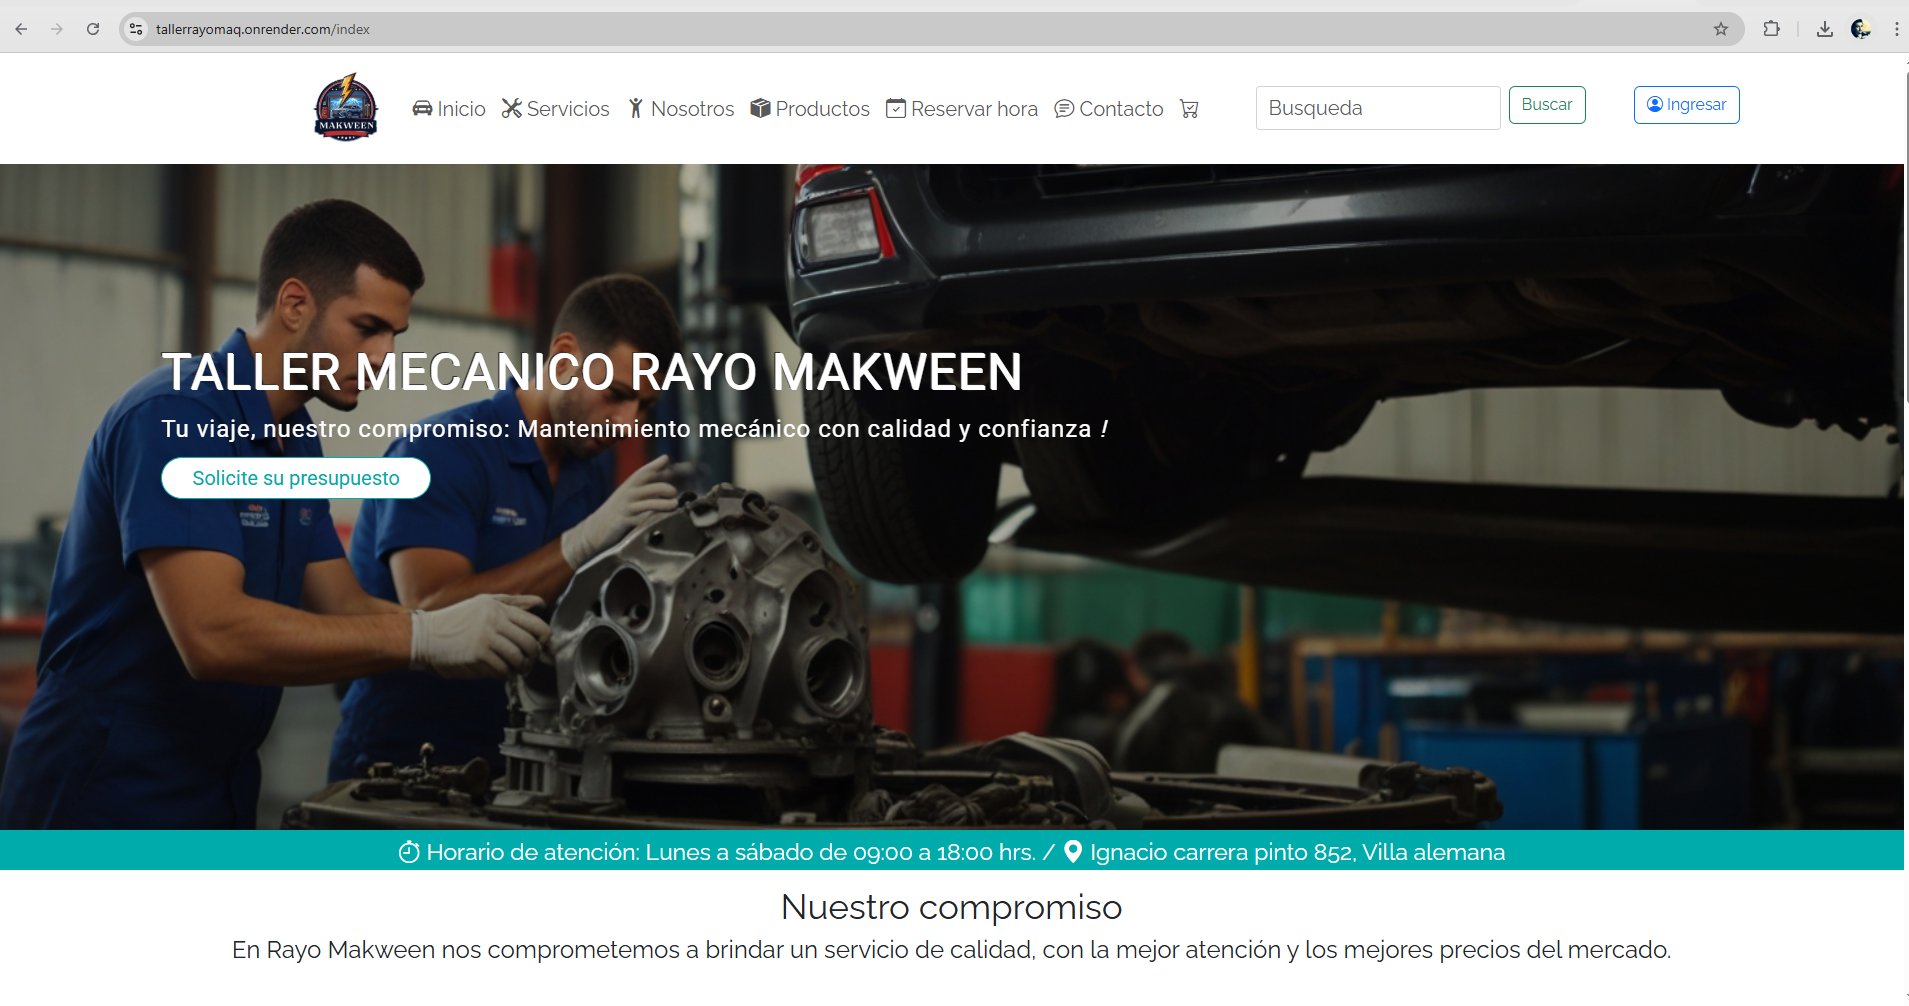 tallerrayomaq.onrender.com/index
MAKWEEN
Inicio
Servicios
Nosotros
Productos
Reservar hora
Contacto
Busqueda
Buscar
Ingresar
TALLER MECANICO RAYO MAKWEEN
Tu viaje, nuestro compromiso: Mantenimiento mecánico con calidad y confianza !
Solicite su presupuesto
Horario de atención: Lunes a sábado de 09:00 a 18:00 hrs. / Ignacio carrera pinto 852, Villa alemana
Nuestro compromiso
En Rayo Makween nos comprometemos a brindar un servicio de calidad, con la mejor atención y los mejores precios del mercado.